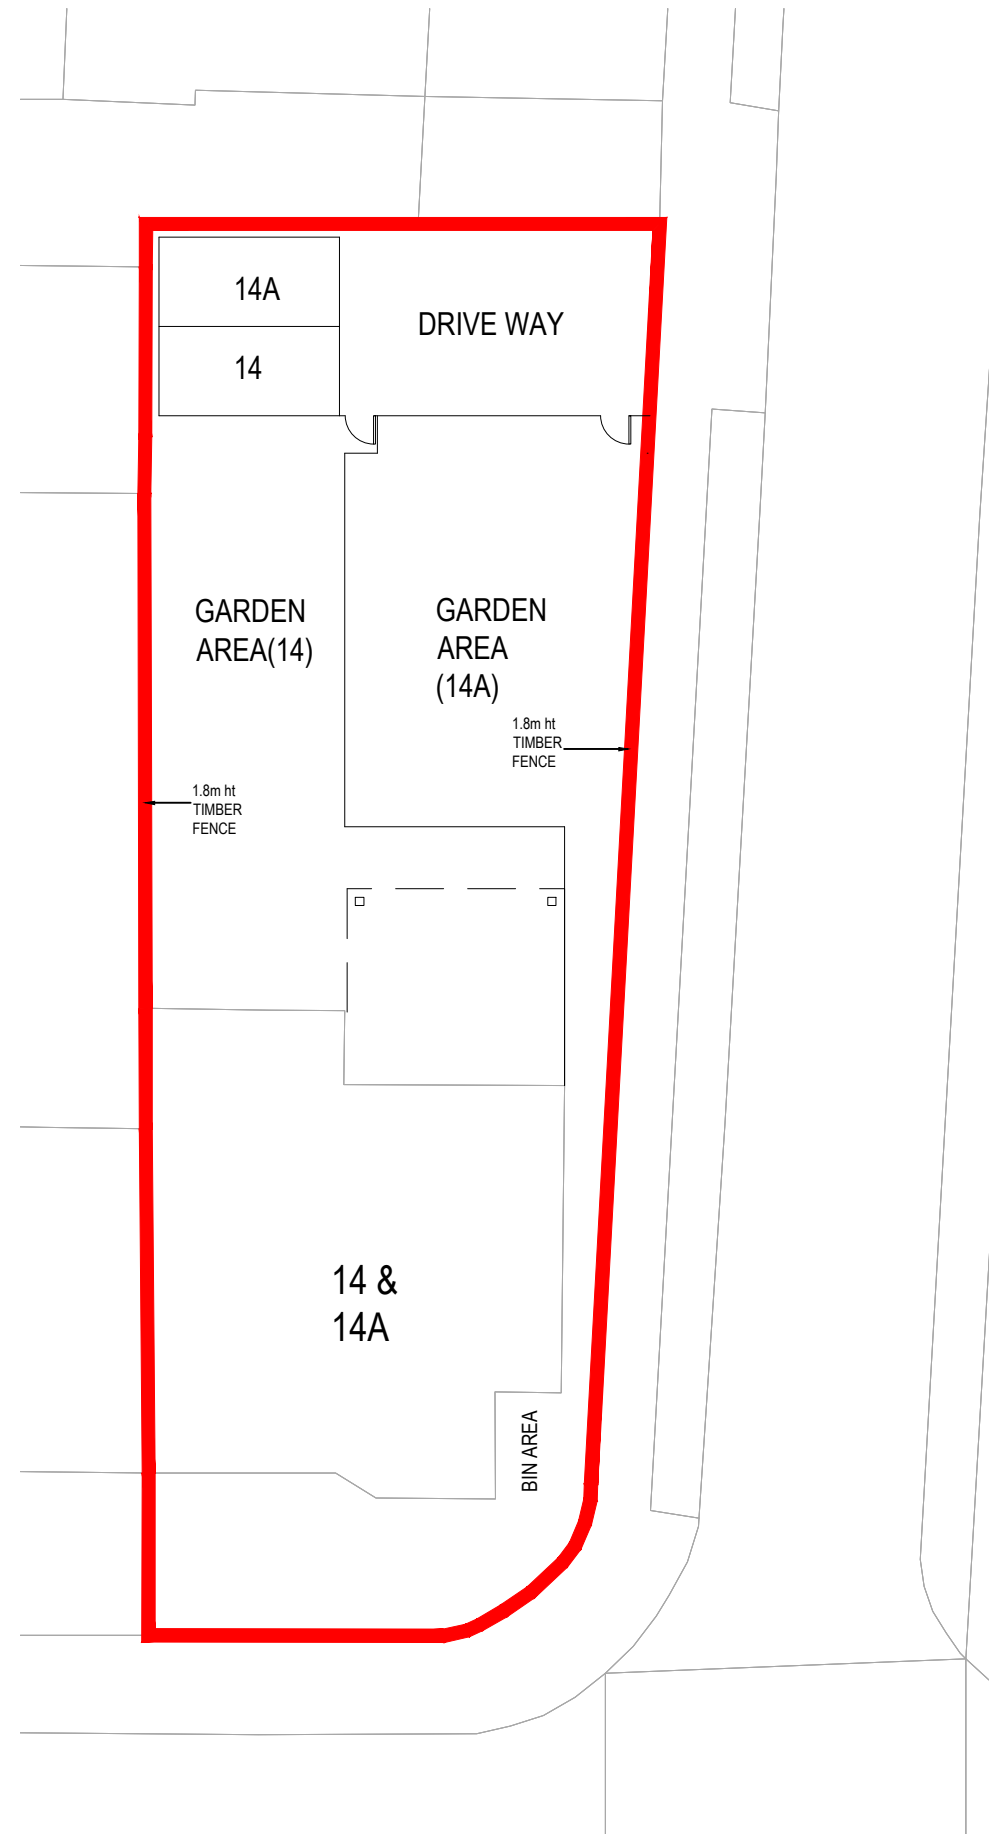 14A
DRIVE WAY
14
GARDEN
AREA(14)
GARDEN
AREA
(14A)
1.8m ht
TIMBER
FENCE
1.8m ht
TIMBER
FENCE
14 &
14A
BIN AREA